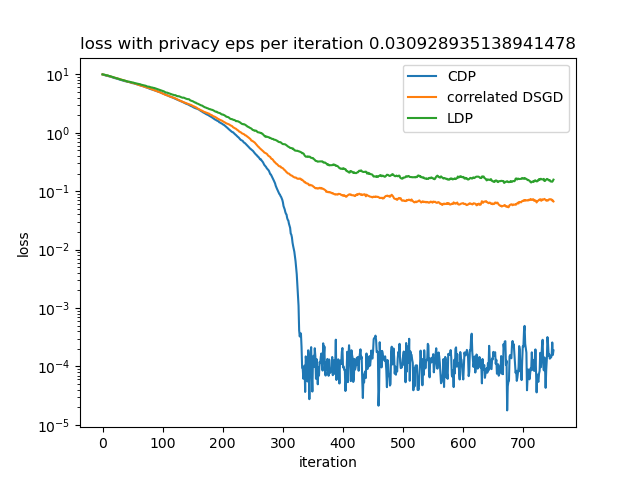 loss with privacy eps per iteration 0.030928935138941478
CDP
correlated DSGD
LDP
10^1
10^0
10^-1
10^-2
10^-3
10^-4
10^-5
loss
0 100 200 300 400 500 600 700
iteration